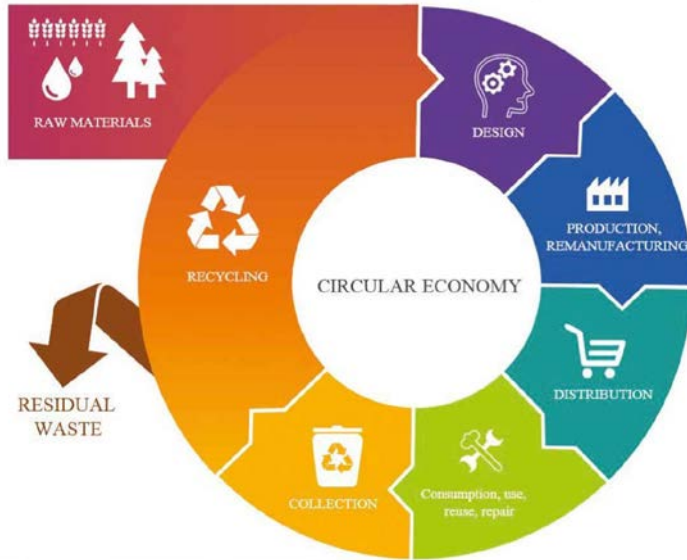 RAW MATERIALS
DESIGN
PRODUCTION,
REMANUFACTURING
RECYCLING
CIRCULAR ECONOMY
DISTRIBUTION
RESIDUAL
WASTE
COLLECTION
Consumption, use,
reuse, repair